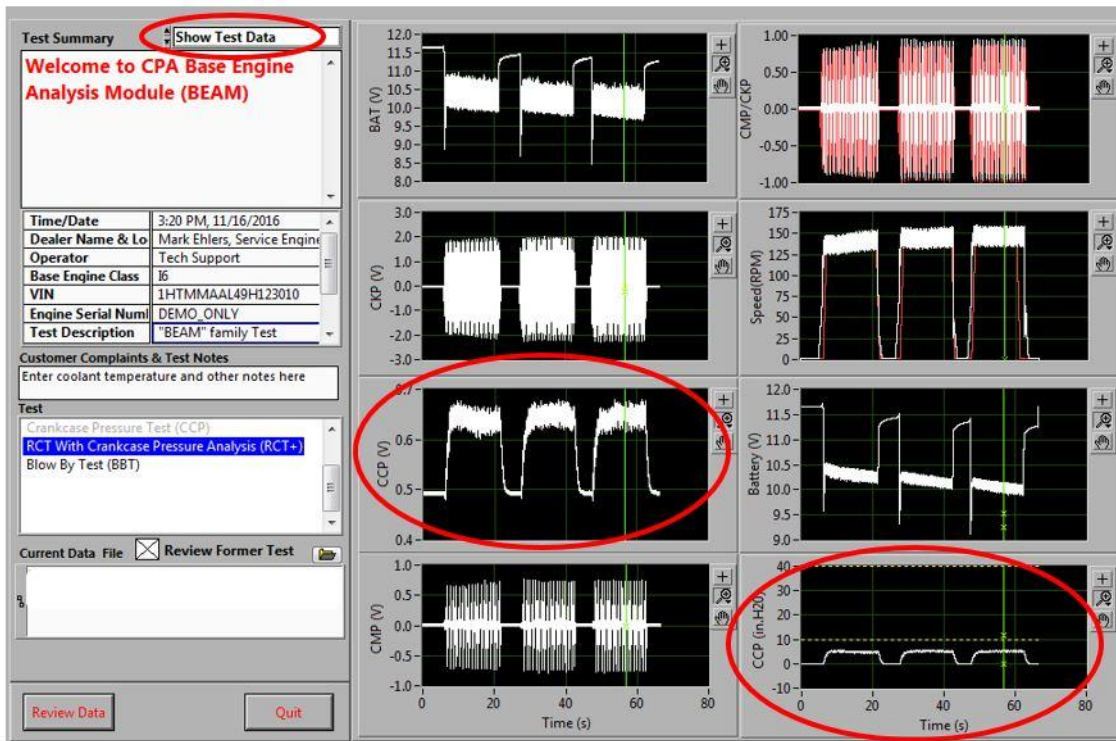 Test Summary
Show Test Data
Welcome to CPA Base Engine
Analysis Module (BEAM)
Time/Date 3:20 PM, 11/16/2016
Dealer Name & Lo Mark Ehlers, Service Engine
Operator Tech Support
Base Engine Class I6
VIN 1HTMMAAL49H123010
Engine Serial Numl DEMO_ONLY
Test Description "BEAM" family Test
Customer Complaints & Test Notes
Enter coolant temperature and other notes here
Test
Crankcase Pressure Test (CCP)
RCT With Crankcase Pressure Analysis (RCT+)
Blow By Test (BBT)
Current Data File
Review Former Test
Review Data
Quit
BAT (V)
12.0
11.5
11.0
10.5
10.0
9.5
9.0
8.5
8.0
CMP/CKP
1.00
0.50
0.00
-0.50
-1.00
CKP (V)
3.0
2.0
1.0
0.0
-1.0
-2.0
-3.0
Speed(RPM)
175
150
125
100
75
50
25
0
CCP (V)
0.7
0.6
0.5
0.4
Battery (V)
12.0
11.5
11.0
10.5
10.0
9.5
9.0
CMP (V)
1.0
0.5
0.0
-0.5
-1.0
0 20 40 60 80
Time (s)
CCP (in.H20)
40
30
20
10
0
-10
0 20 40 60 80
Time (s)